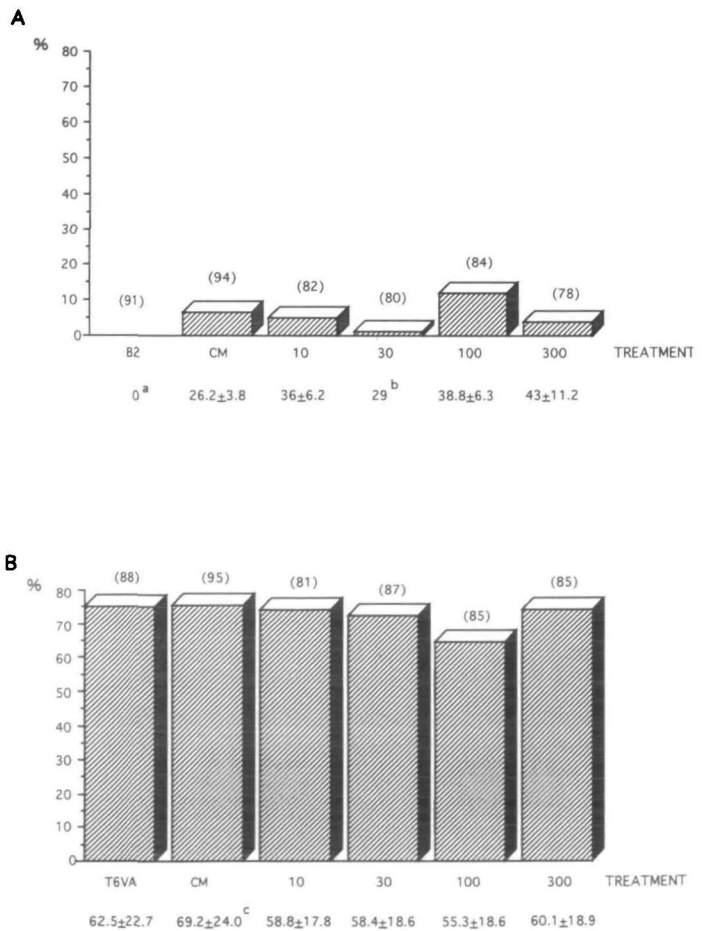 A
%
80
70
60
50
40
30
20
10
0
(91) (94) (82) (80) (84) (78)
B2 CM 10 30 100 300 TREATMENT
0a 26.2±3.8 36±6.2 29b 38.8±6.3 43±11.2
B
%
80
70
60
50
40
30
20
10
0
(88) (95) (81) (87) (85) (85)
T6VA CM 10 30 100 300 TREATMENT
62.5±22.7 69.2±24.0c 58.8±17.8 58.4±18.6 55.3±18.6 60.1±18.9